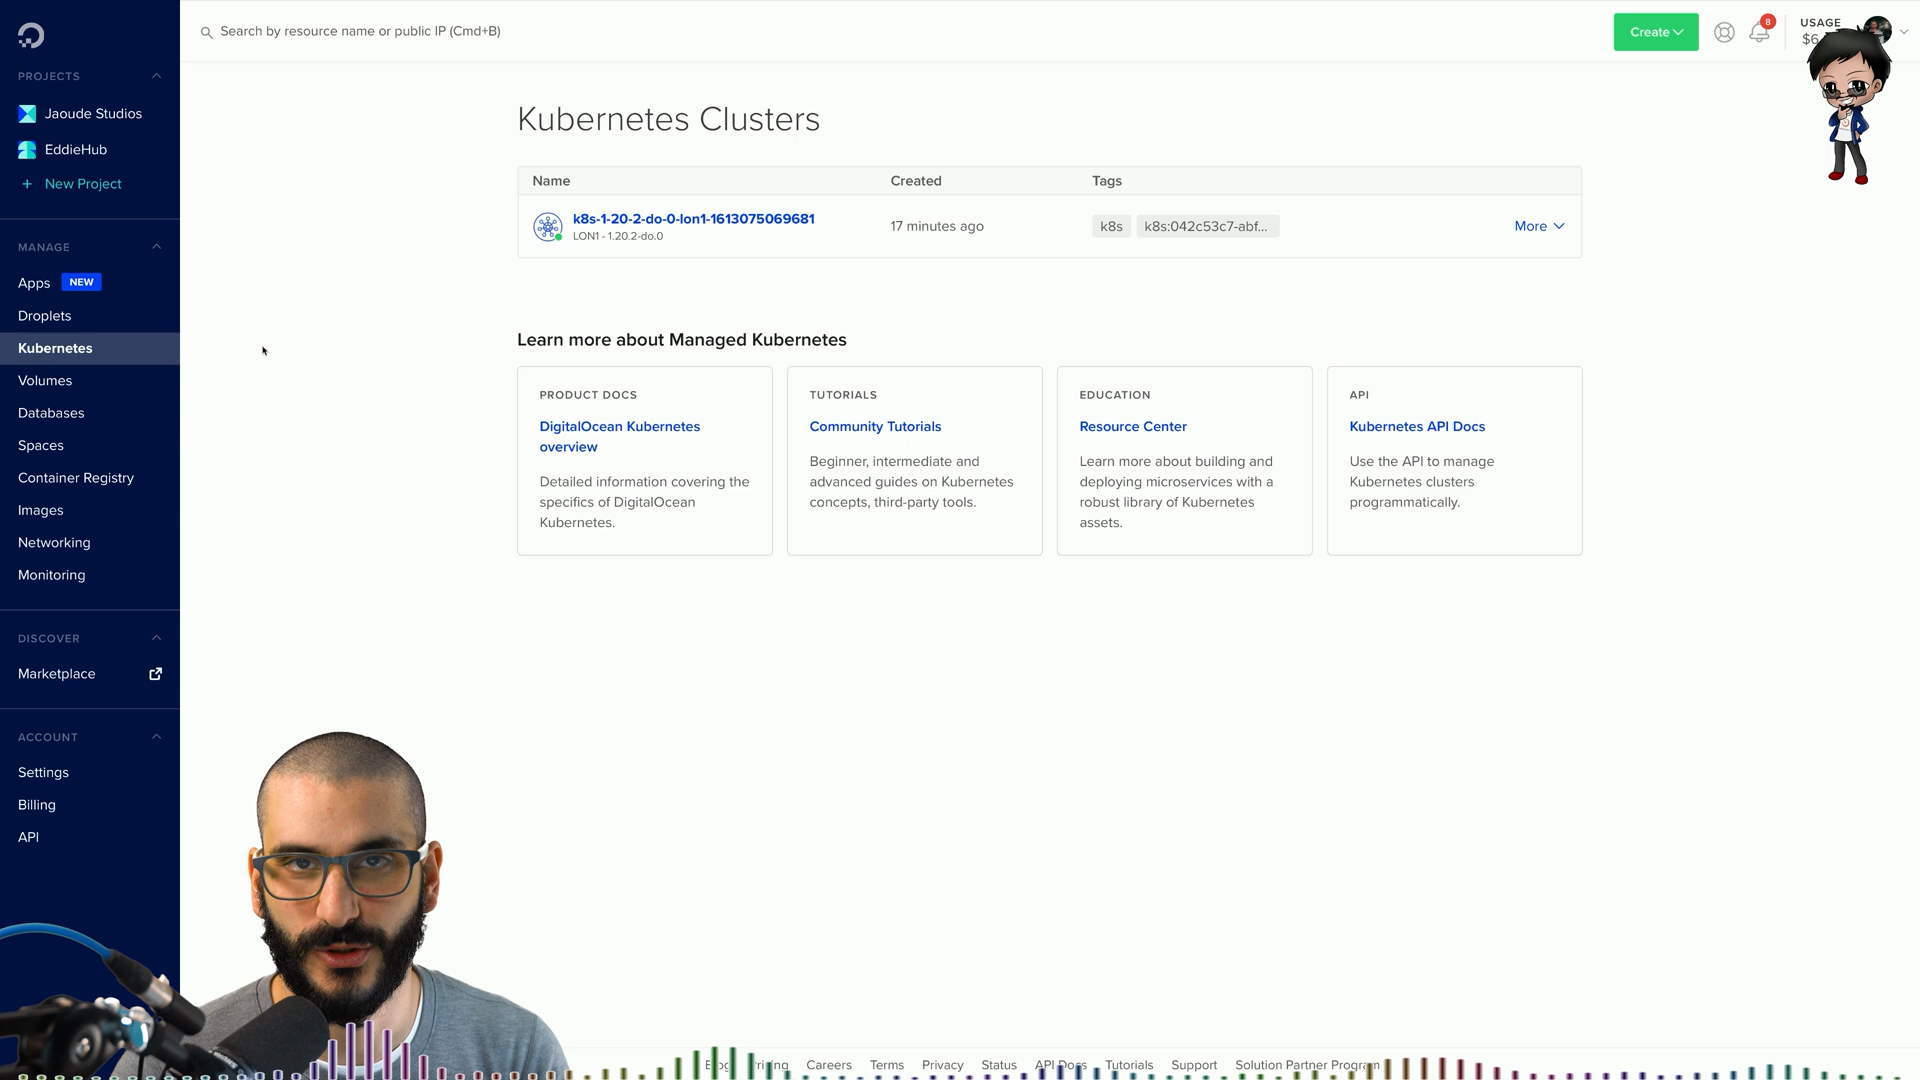 Search by resource name or public IP (Cmd+B)
Create
8
USAGE
PROJECTS
Jaoude Studios
EddieHub
+ New Project
MANAGE
Apps NEW
Droplets
Kubernetes
Volumes
Databases
Spaces
Container Registry
Images
Networking
Monitoring
DISCOVER
Marketplace
ACCOUNT
Settings
Billing
API
Kubernetes Clusters
Name Created Tags
k8s-1-20-2-do-0-lon1-1613075069681
LON1 - 1.20.2-do.0
17 minutes ago
k8s k8s:042c53c7-abf...
More
Learn more about Managed Kubernetes
PRODUCT DOCS
DigitalOcean Kubernetes
overview
Detailed information covering the
specifics of DigitalOcean
Kubernetes.
TUTORIALS
Community Tutorials
Beginner, intermediate and
advanced guides on Kubernetes
concepts, third-party tools.
EDUCATION
Resource Center
Learn more about building and
deploying microservices with a
robust library of Kubernetes
assets.
API
Kubernetes API Docs
Use the API to manage
Kubernetes clusters
programmatically.
Careers Terms Privacy Status API Docs Tutorials Support Solution Partner Program